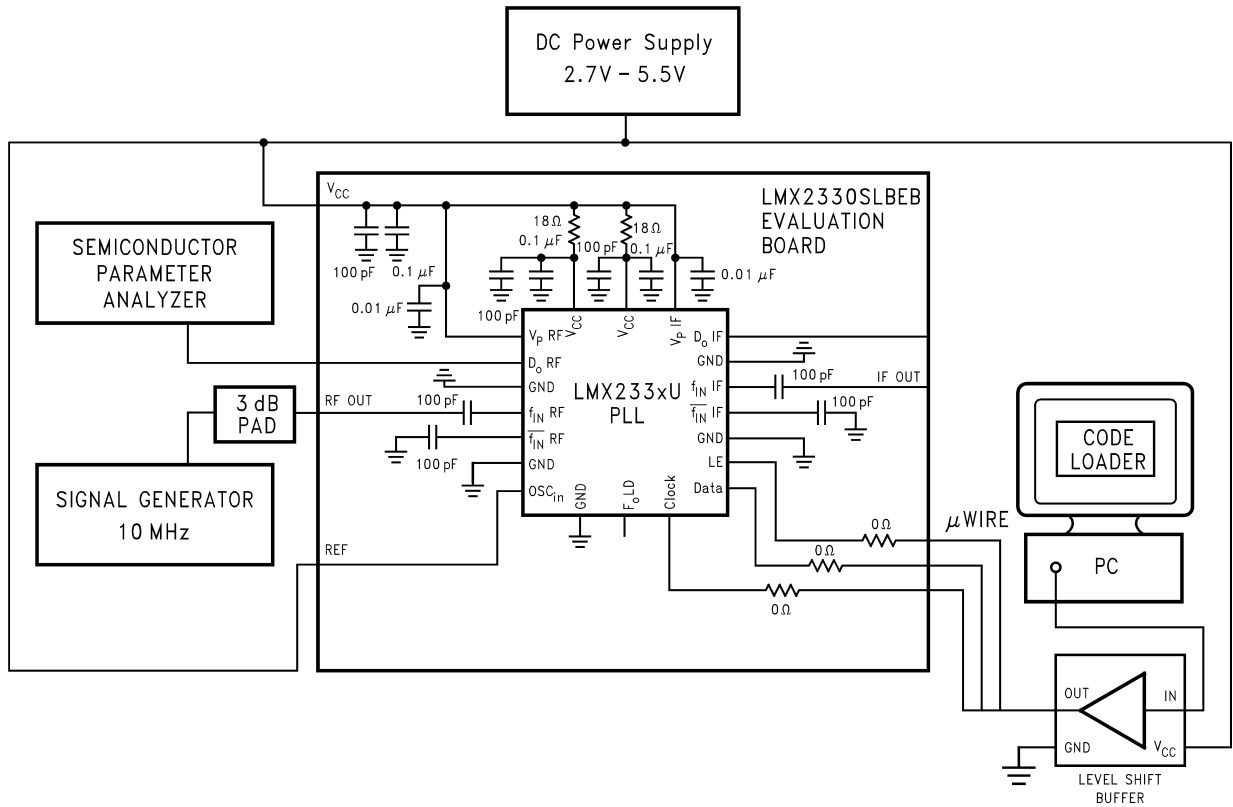 DC Power Supply
2.7V – 5.5V
V_CC
LMX2330SLBEB
EVALUATION
BOARD
18Ω
18Ω
0.1 μF
100 pF
0.1 μF
100 pF
0.1 μF
0.01 μF
0.01 μF
100 pF
SEMICONDUCTOR
PARAMETER
ANALYZER
V_P RF
V_CC
V_CC
V_P IF
D_o IF
D_o RF
GND
GND
100 pF
IF OUT
LMX233xU
PLL
f_IN IF
3 dB
PAD
RF OUT
100 pF
f_IN RF
f̅_I̅N̅ IF
100 pF
f̅_I̅N̅ RF
GND
100 pF
GND
LE
OSC_in
GND
F_oLD
Clock
Data
SIGNAL GENERATOR
10 MHz
CODE
LOADER
0Ω
μWIRE
REF
0Ω
0Ω
PC
OUT
IN
GND
V_CC
LEVEL SHIFT
BUFFER